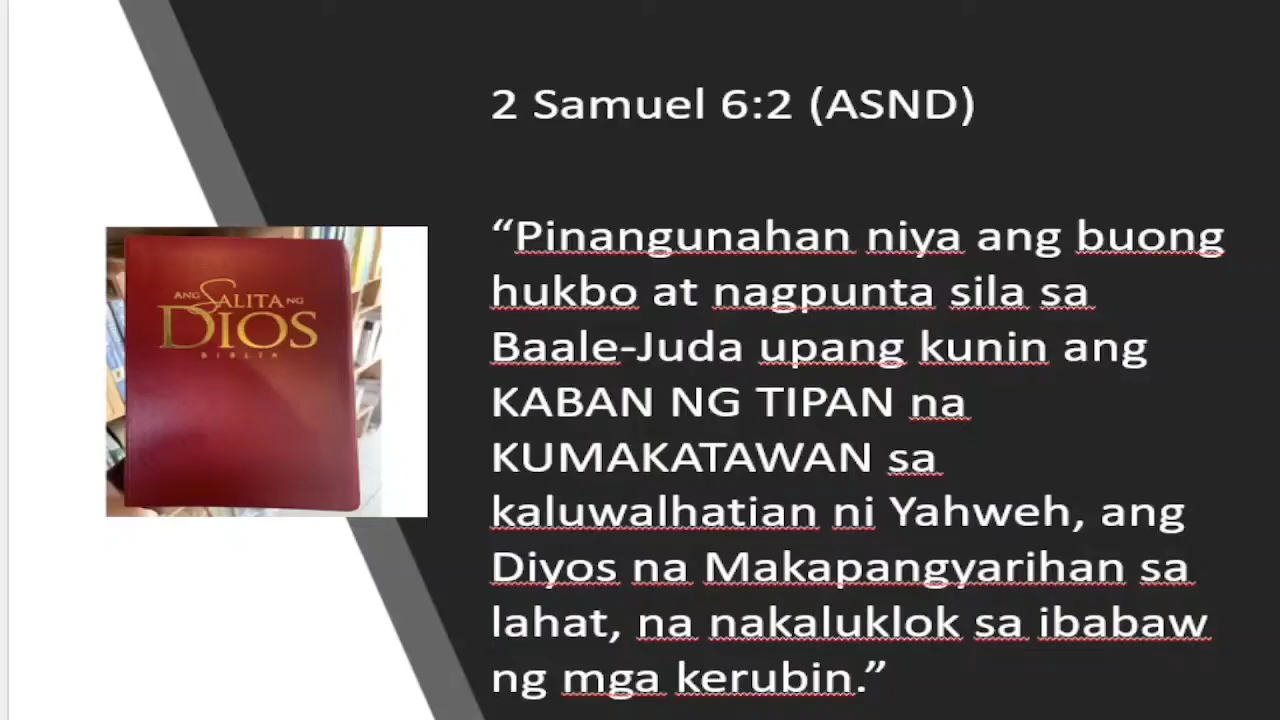 2 Samuel 6:2 (ASND)
“Pinangunahan niya ang buong
hukbo at nagpunta sila sa
Baale-Juda upang kunin ang
KABAN NG TIPAN na
KUMAKATAWAN sa
kaluwalhatian ni Yahweh, ang
Diyos na Makapangyarihan sa
lahat, na nakaluklok sa ibabaw
ng mga kerubin.”
ANG SALITA NG
DIOS
BIBLIA